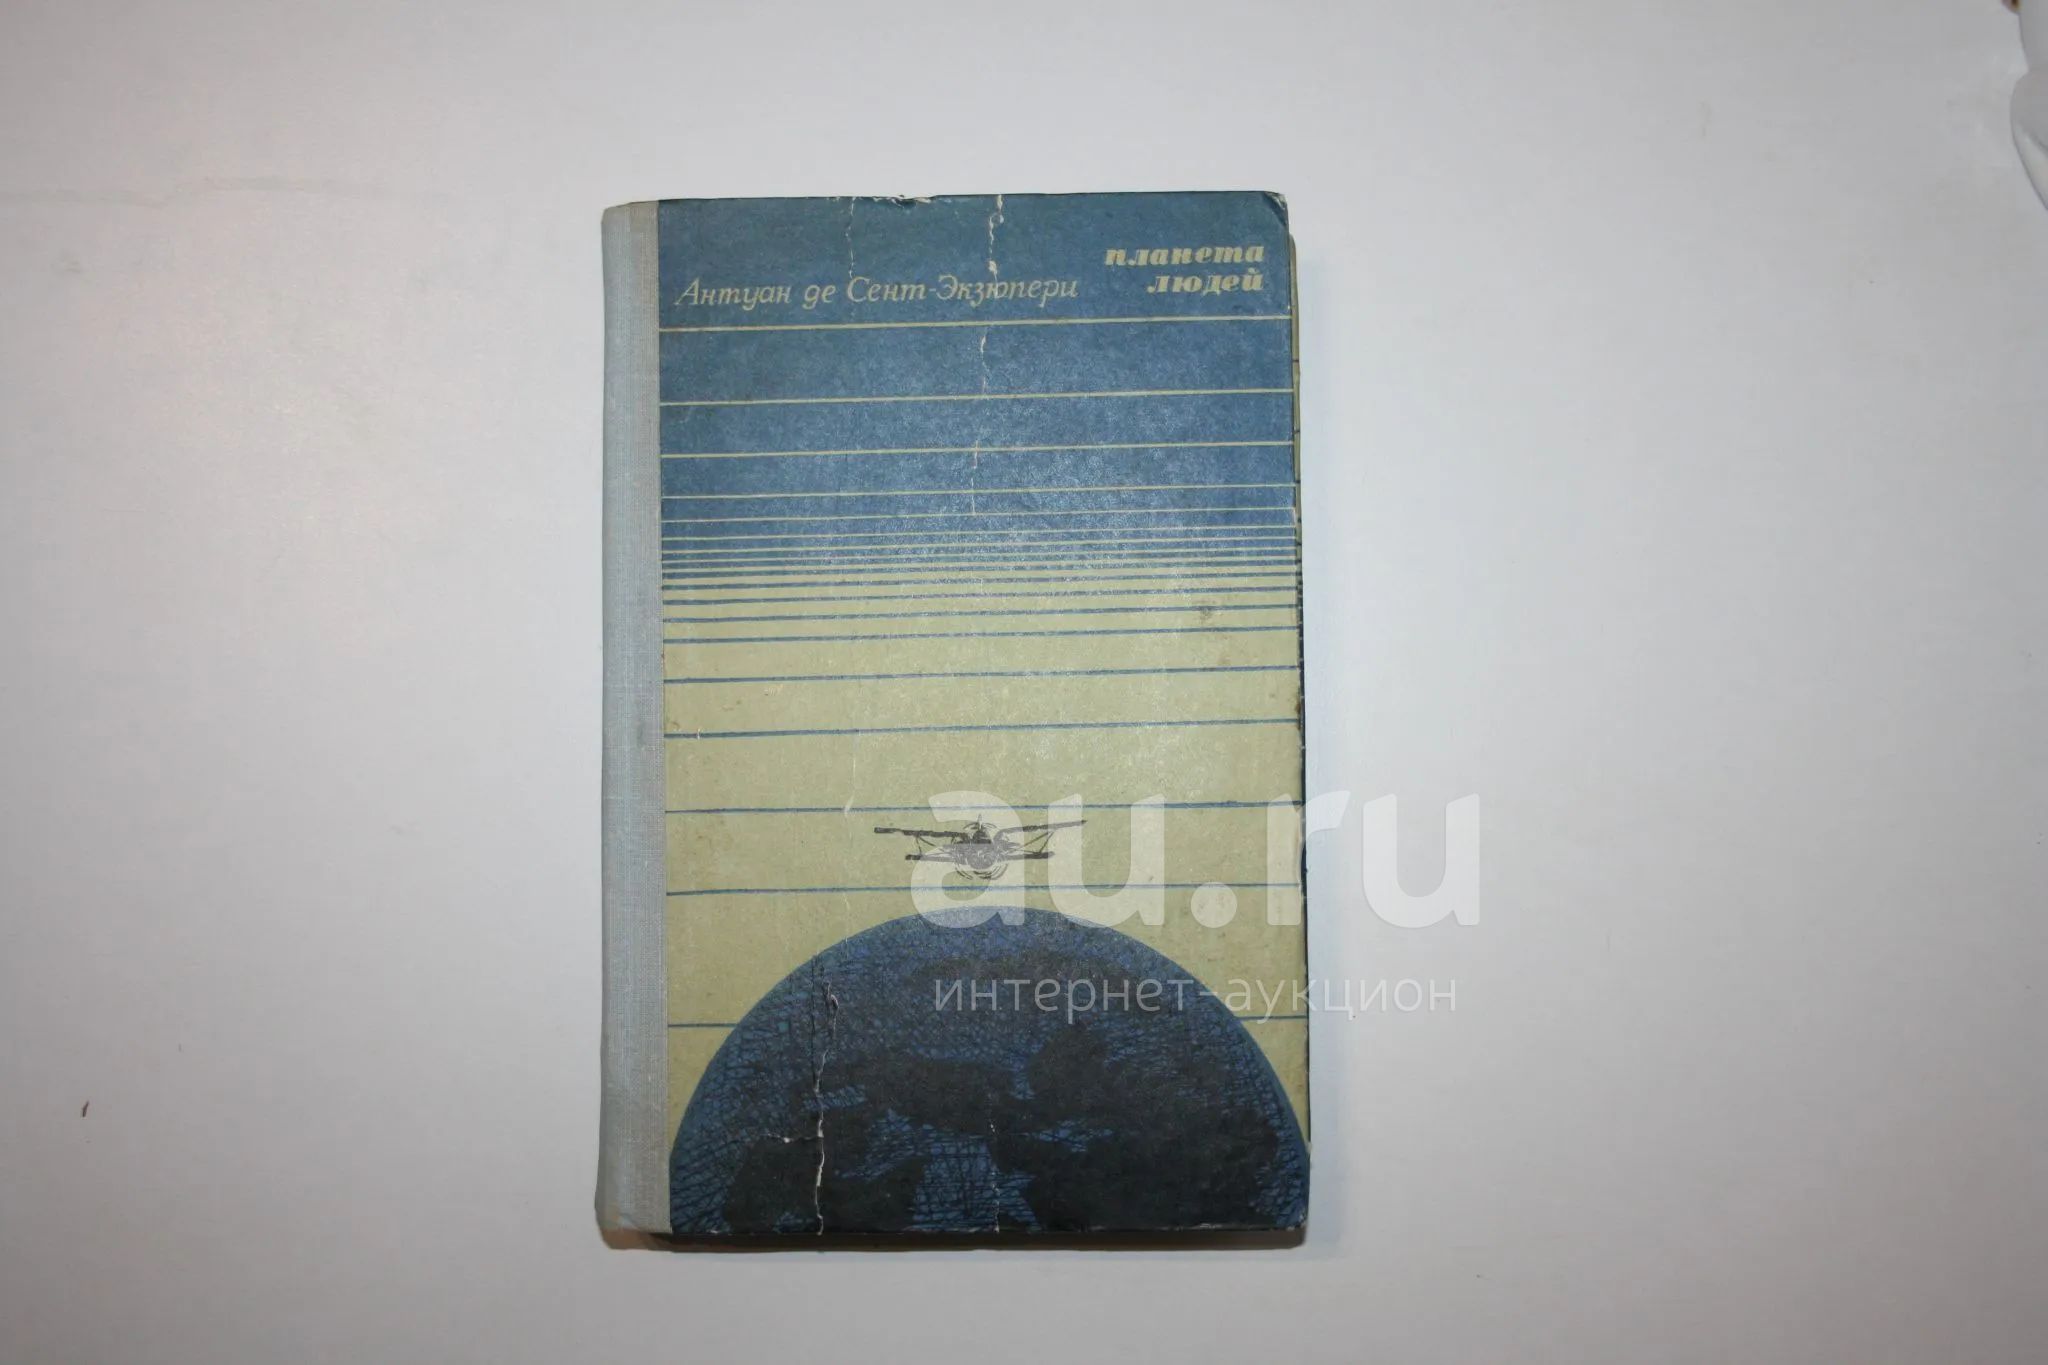 планета
людей
Антуан де Сент-Экзюпери
au.ru
интернет-аукцион